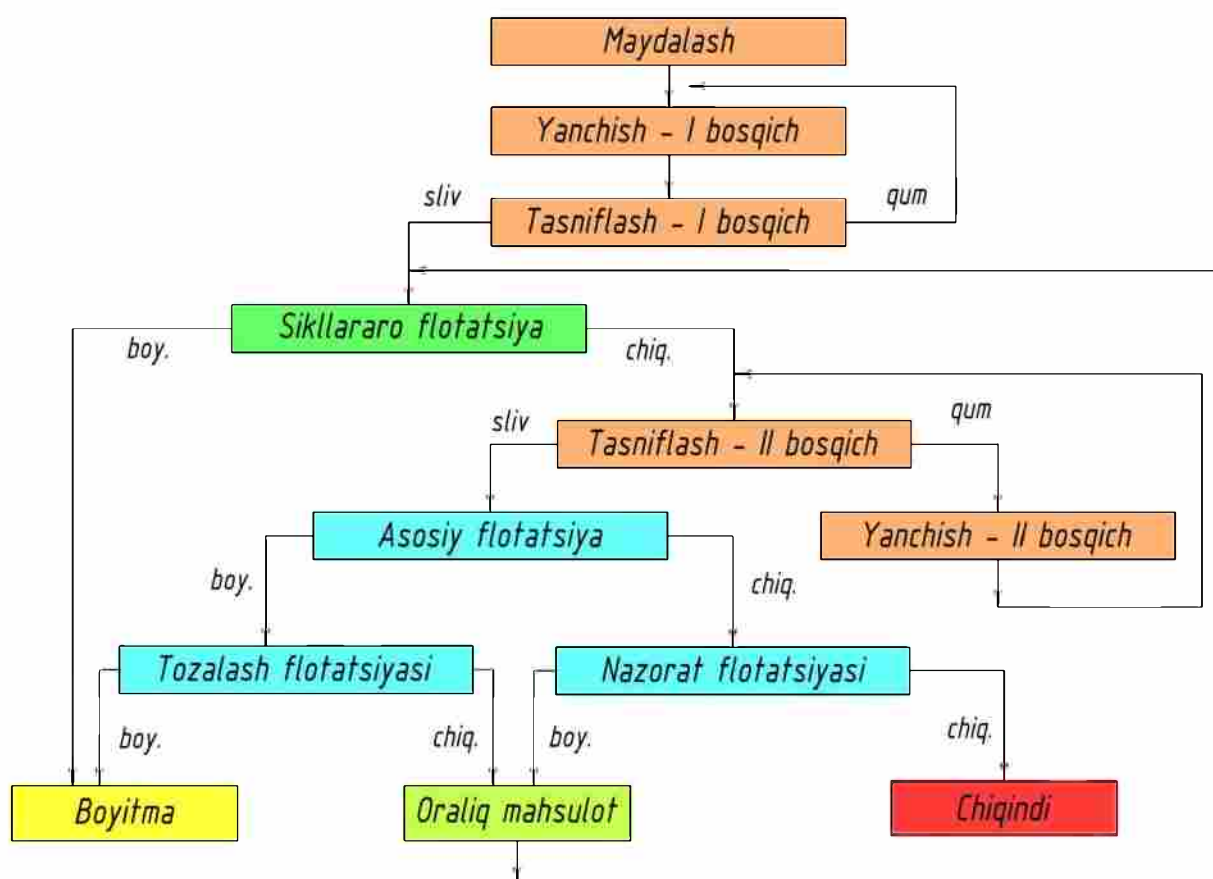 Maydalash
Yanchish - I bosqich
sliv
qum
Tasniflash - I bosqich
Sikllararo flotatsiya
boy.
chiq.
sliv
qum
Tasniflash - II bosqich
Asosiy flotatsiya
Yanchish - II bosqich
boy.
chiq.
Tozalash flotatsiyasi
Nazorat flotatsiyasi
boy.
chiq.
boy.
chiq.
Boyitma
Oraliq mahsulot
Chiqindi